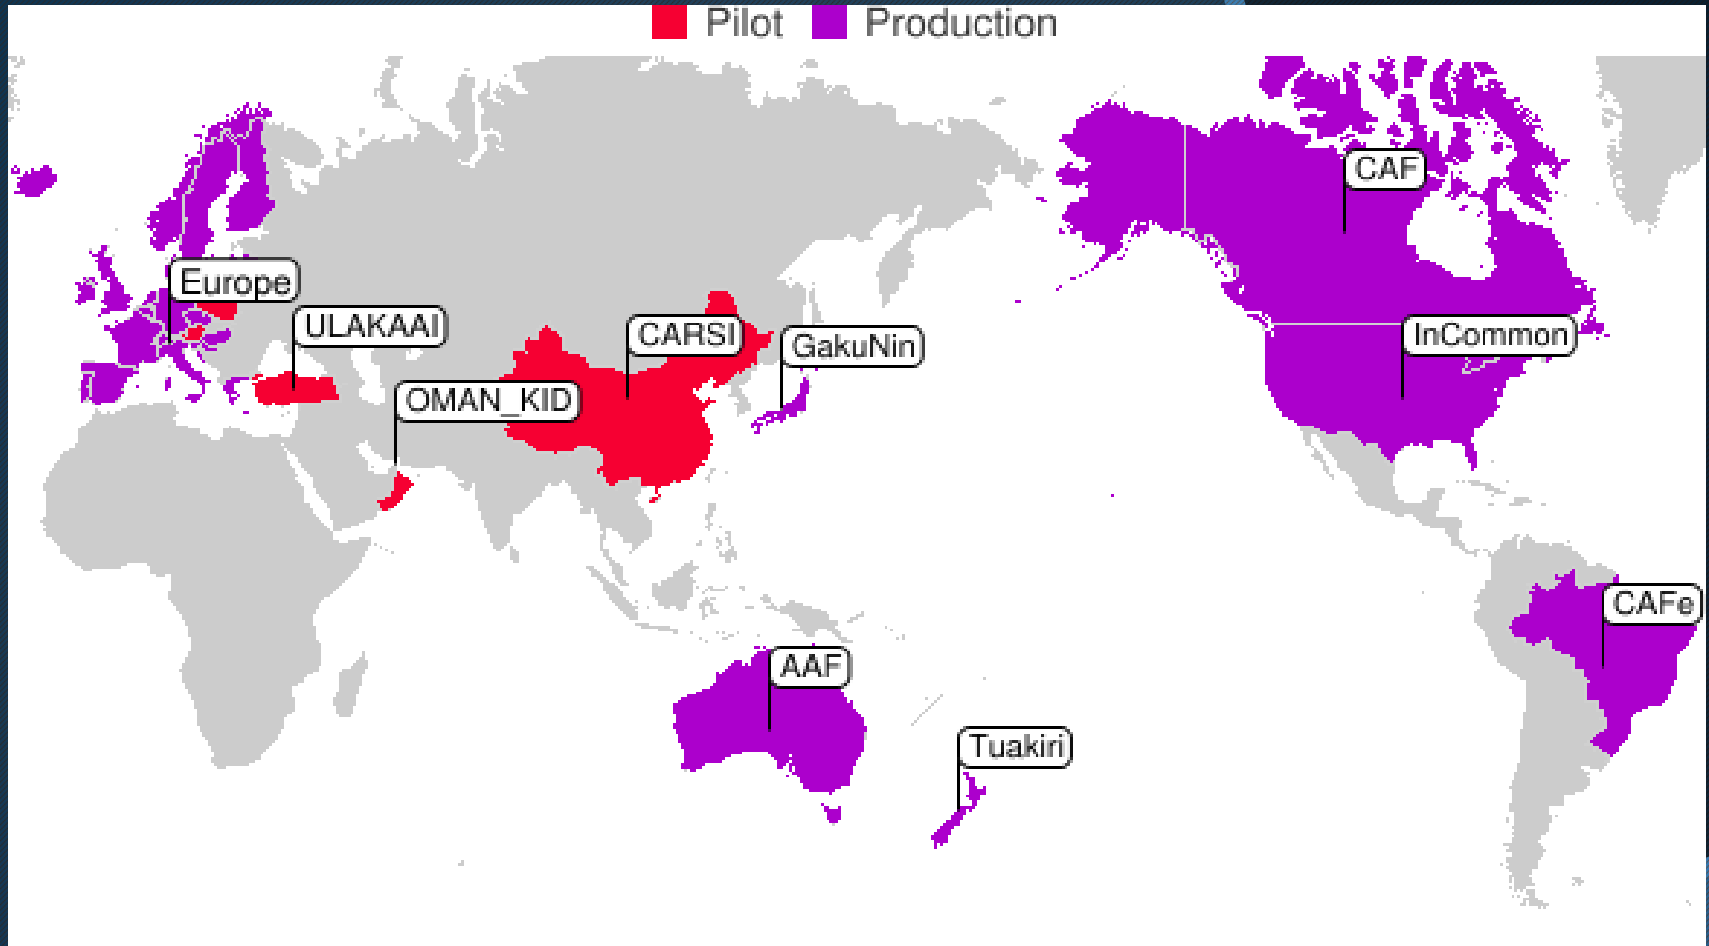 Pilot Production
CAF
Europe
ULAKAAI
CARSI
GakuNin
InCommon
OMAN_KID
CAFe
AAF
Tuakiri